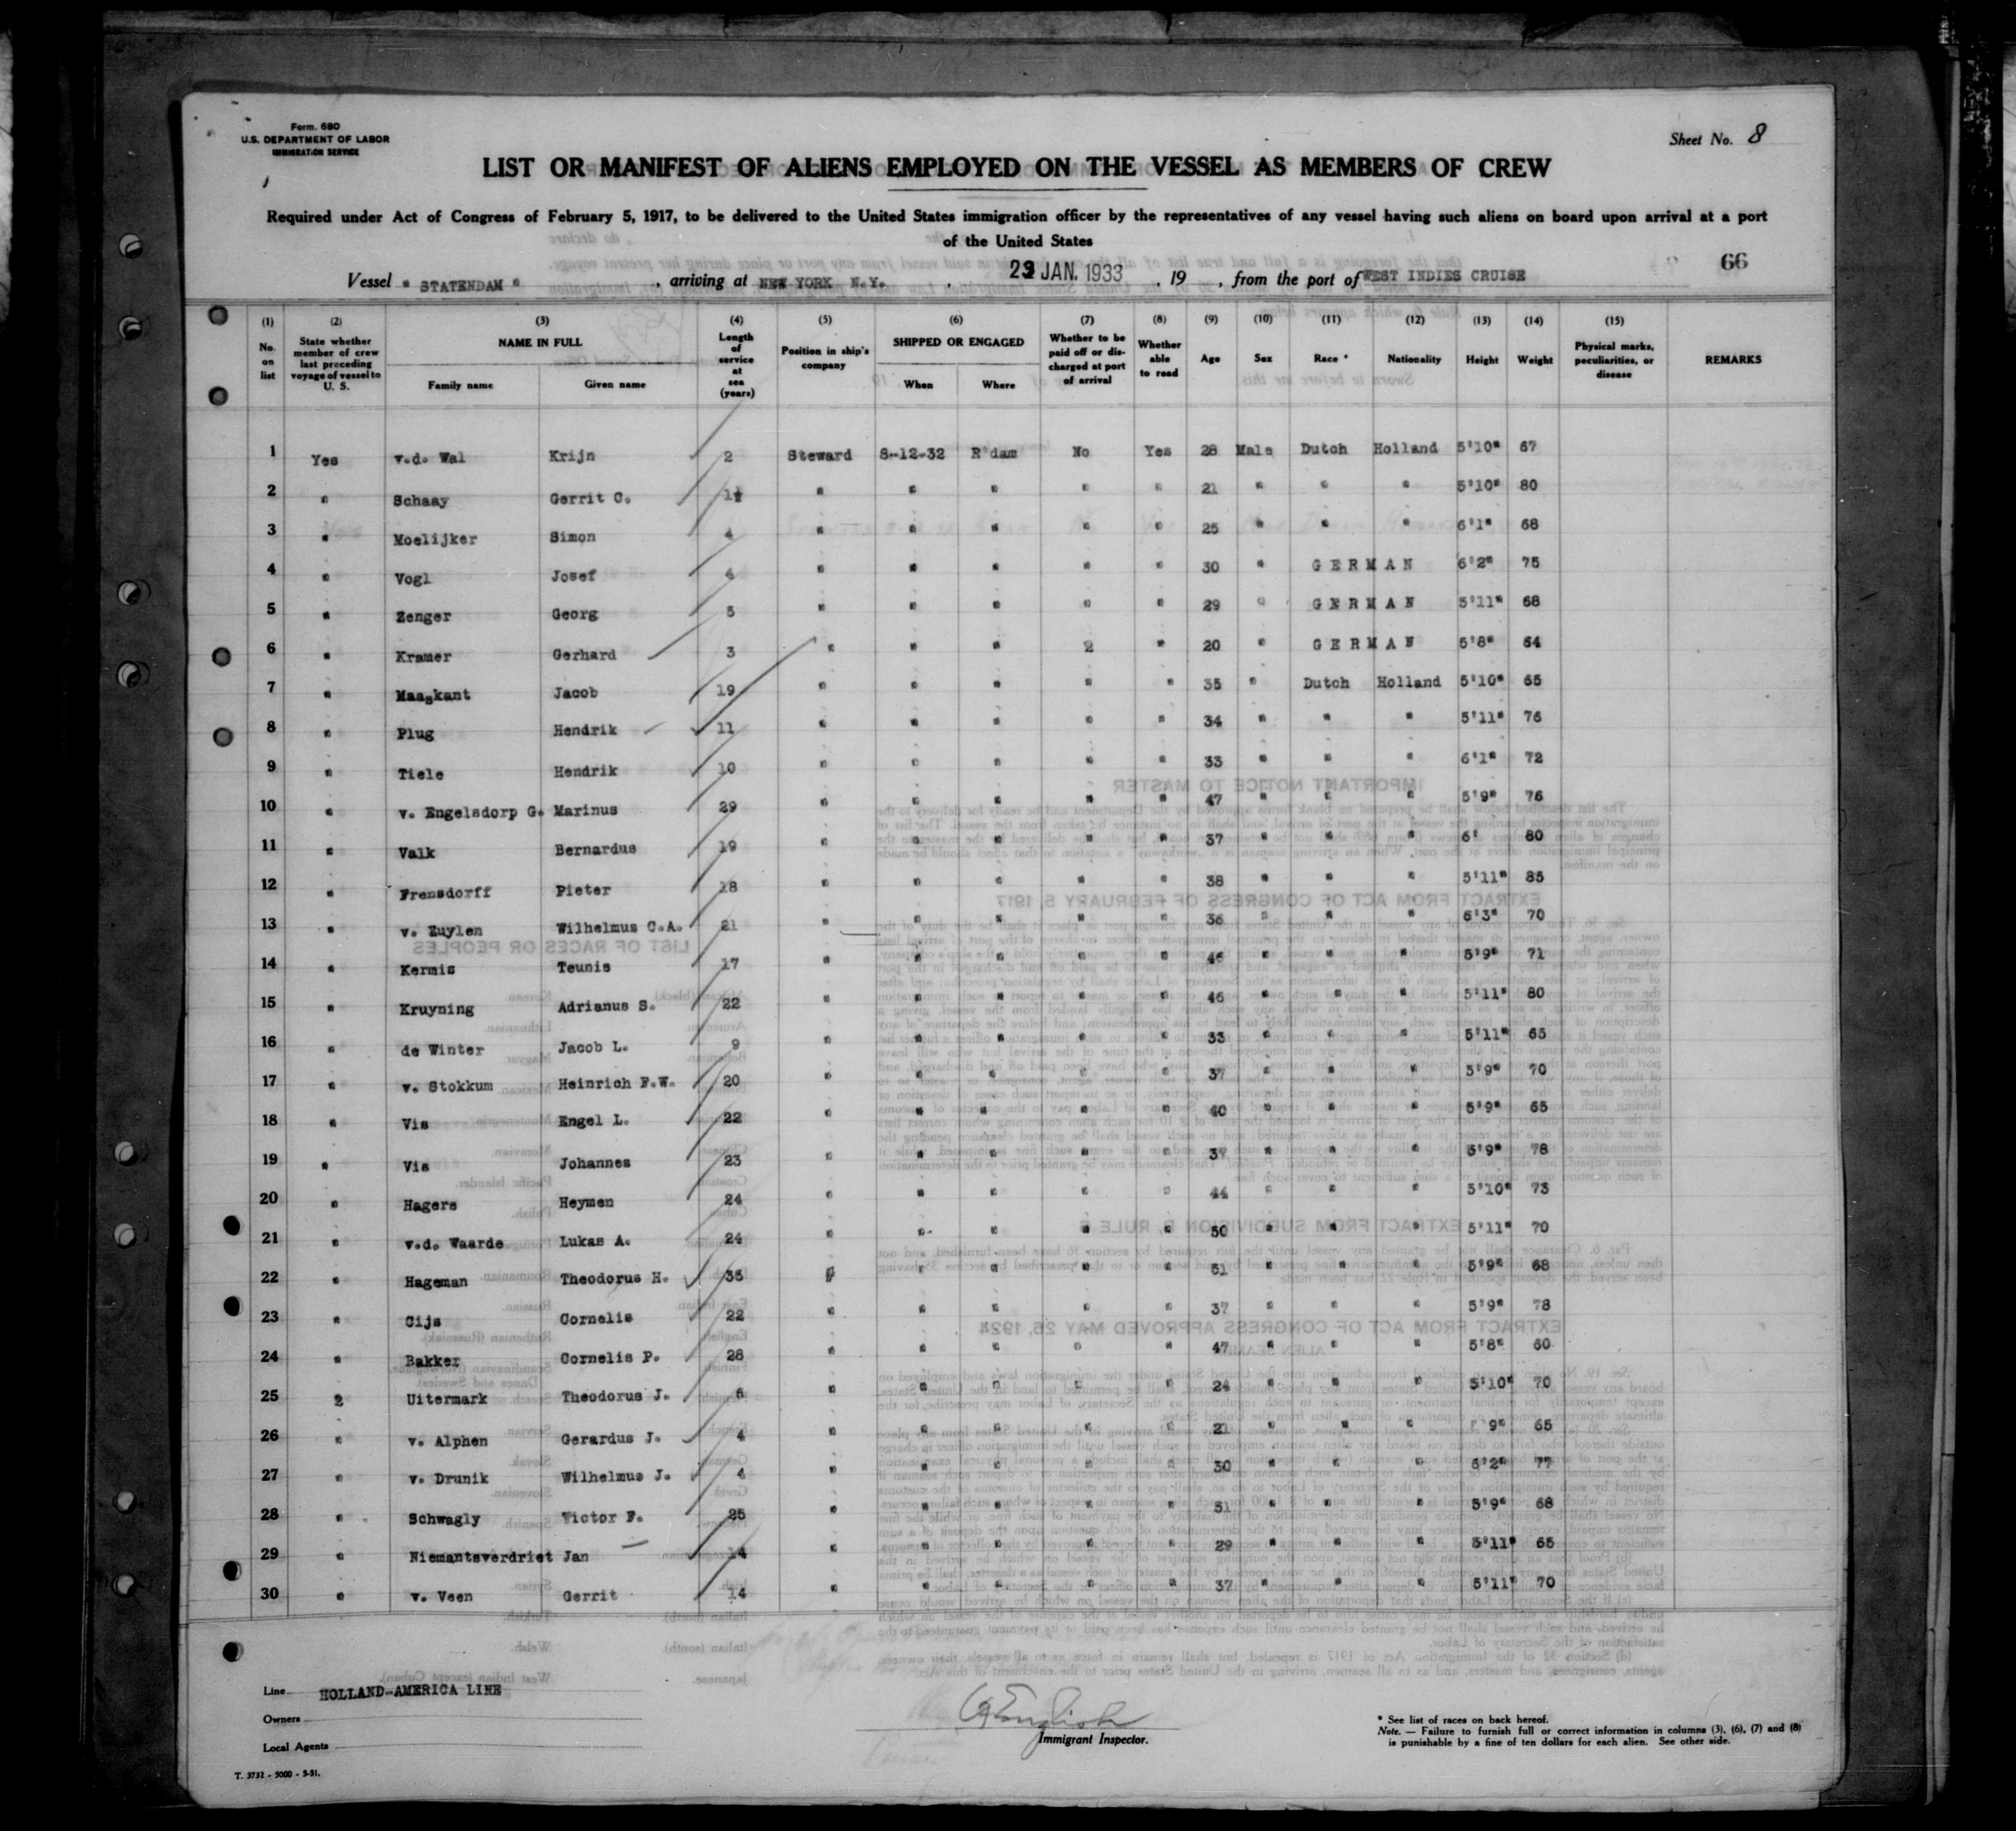 Form. 680
U.S. DEPARTMENT OF LABOR
IMMIGRATION SERVICE
Sheet No. 8
LIST OR MANIFEST OF ALIENS EMPLOYED ON THE VESSEL AS MEMBERS OF CREW
Required under Act of Congress of February 5, 1917, to be delivered to the United States immigration officer by the representatives of any vessel having such aliens on board upon arrival at a port
of the United States
66
Vessel " STATENDAM " , arriving at NEW YORK N.Y. , 23 JAN. 1933 , 19 , from the port of WEST INDIES CRUISE
(1) No. on list (2) State whether member of crew last preceding voyage of vessel to U. S. (3) NAME IN FULL Family name Given name (4) Length of service at sea (years) (5) Position in ship's company (6) SHIPPED OR ENGAGED When Where (7) Whether to be paid off or discharged at port of arrival (8) Whether able to read (9) Age (10) Sex (11) Race * (12) Nationality (13) Height (14) Weight (15) Physical marks, peculiarities, or disease REMARKS
1 Yes v.d. Wal Krijn 2 Steward 8-12-32 R'dam No Yes 28 Male Dutch Holland 5'10" 67
2 " Schaay Gerrit C. 1½ " " " " " 21 " " " 5'10" 80
3 " Moelijker Simon 4 " " " " " 25 " " " 6'1" 68
4 " Vogl Josef 4 " " " " " 30 " GERMAN 6'2" 75
5 " Zenger Georg 5 " " " " " 29 " GERMAN 5'11" 68
6 " Kramer Gerhard 3 " " " 2 " 20 " GERMAN 5'8" 64
7 " Maaskant Jacob 19 " " " " " 35 " Dutch Holland 5'10" 65
8 " Plug Hendrik 11 " " " " " 34 " " " 5'11" 76
9 " Tiele Hendrik 10 " " " " " 33 " " " 6'1" 72
10 " v. Engelsdorp G. Marinus 29 " " " " " 47 " " " 5'9" 76
11 " Valk Bernardus 19 " " " " " 37 " " " 6' 80
12 " Frensdorff Pieter 18 " " " " " 38 " " " 5'11" 85
13 " v. Zuylen Wilhelmus C.A. 21 " " " " " 36 " " " 6'3" 70
14 " Kermis Teunis 17 " " " " " 46 " " " 5'9" 71
15 " Kruyning Adrianus S. 22 " " " " " 46 " " " 5'11" 80
16 " de Winter Jacob L. 9 " " " " " 33 " " " 5'11" 65
17 " v. Stokkum Heinrich F.W. 20 " " " " " 37 " " " 5'9" 70
18 " Vis Engel L. 22 " " " " " 40 " " " 5'9" 65
19 " Vis Johannes 23 " " " " " 37 " " " 5'9" 78
20 " Hagers Heymen 24 " " " " " 44 " " " 5'10" 73
21 " v.d. Waarde Lukas A. 24 " " " " " 50 " " " 5'11" 70
22 " Hageman Theodorus H. 35 " " " " " 51 " " " 5'9" 68
23 " Gijs Cornelis 22 " " " " " 37 " " " 5'9" 78
24 " Bakker Cornelis P. 28 " " " " " 47 " " " 5'8" 60
25 2 Uitermark Theodorus J. 6 " " " " " 24 " " " 5'10" 70
26 " v. Alphen Gerardus J. 4 " " " " " 21 " " " 9" 65
27 " v. Drunik Wilhelmus J. 4 " " " " " 30 " " " 6'2" 77
28 " Schwagly Victor F. 25 " " " " " 51 " " " 5'9" 68
29 " Niemantsverdriet Jan 14 " " " " " 29 " " " 5'11" 65
30 " v. Veen Gerrit 14 " " " " " 37 " " " 5'11" 70
Line HOLLAND-AMERICA LINE
Owners
Local Agents
T. 3732 - 5000 - 3-31.
English
Immigrant Inspector.
* See list of races on back hereof.
Note. — Failure to furnish full or correct information in columns (3), (6), (7) and (8)
is punishable by a fine of ten dollars for each alien. See other side.